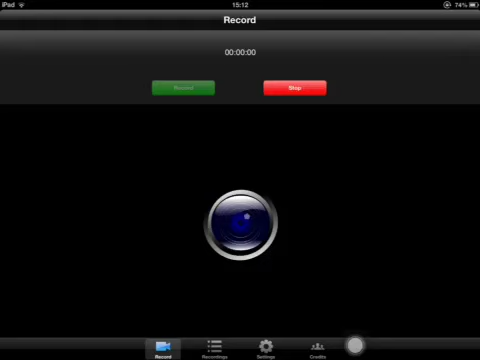 iPad 15:12 74%
Record
00:00:00
Record Stop
Record Recordings Settings Credits